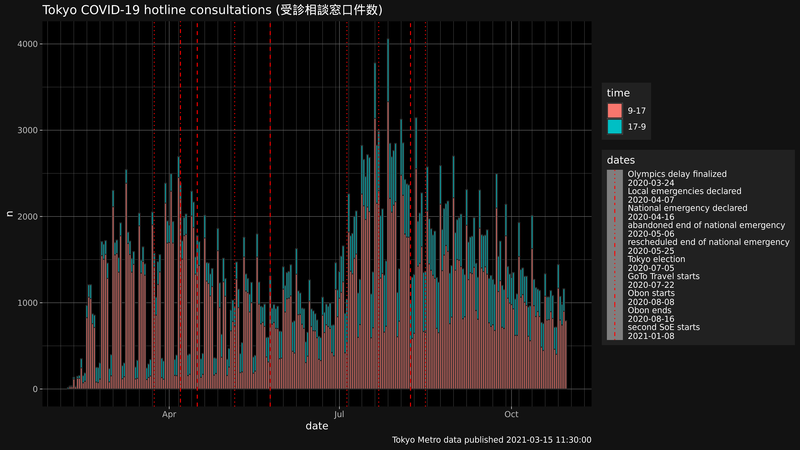 Tokyo COVID-19 hotline consultations (受診相談窓口件数)
4000
3000
2000
1000
0
n
Apr
Jul
Oct
date
time
9-17
17-9
dates
Olympics delay finalized
2020-03-24
Local emergencies declared
2020-04-07
National emergency declared
2020-04-16
abandoned end of national emergency
2020-05-06
rescheduled end of national emergency
2020-05-25
Tokyo election
2020-07-05
GoTo Travel starts
2020-07-22
Obon starts
2020-08-08
Obon ends
2020-08-16
second SoE starts
2021-01-08
Tokyo Metro data published 2021-03-15 11:30:00